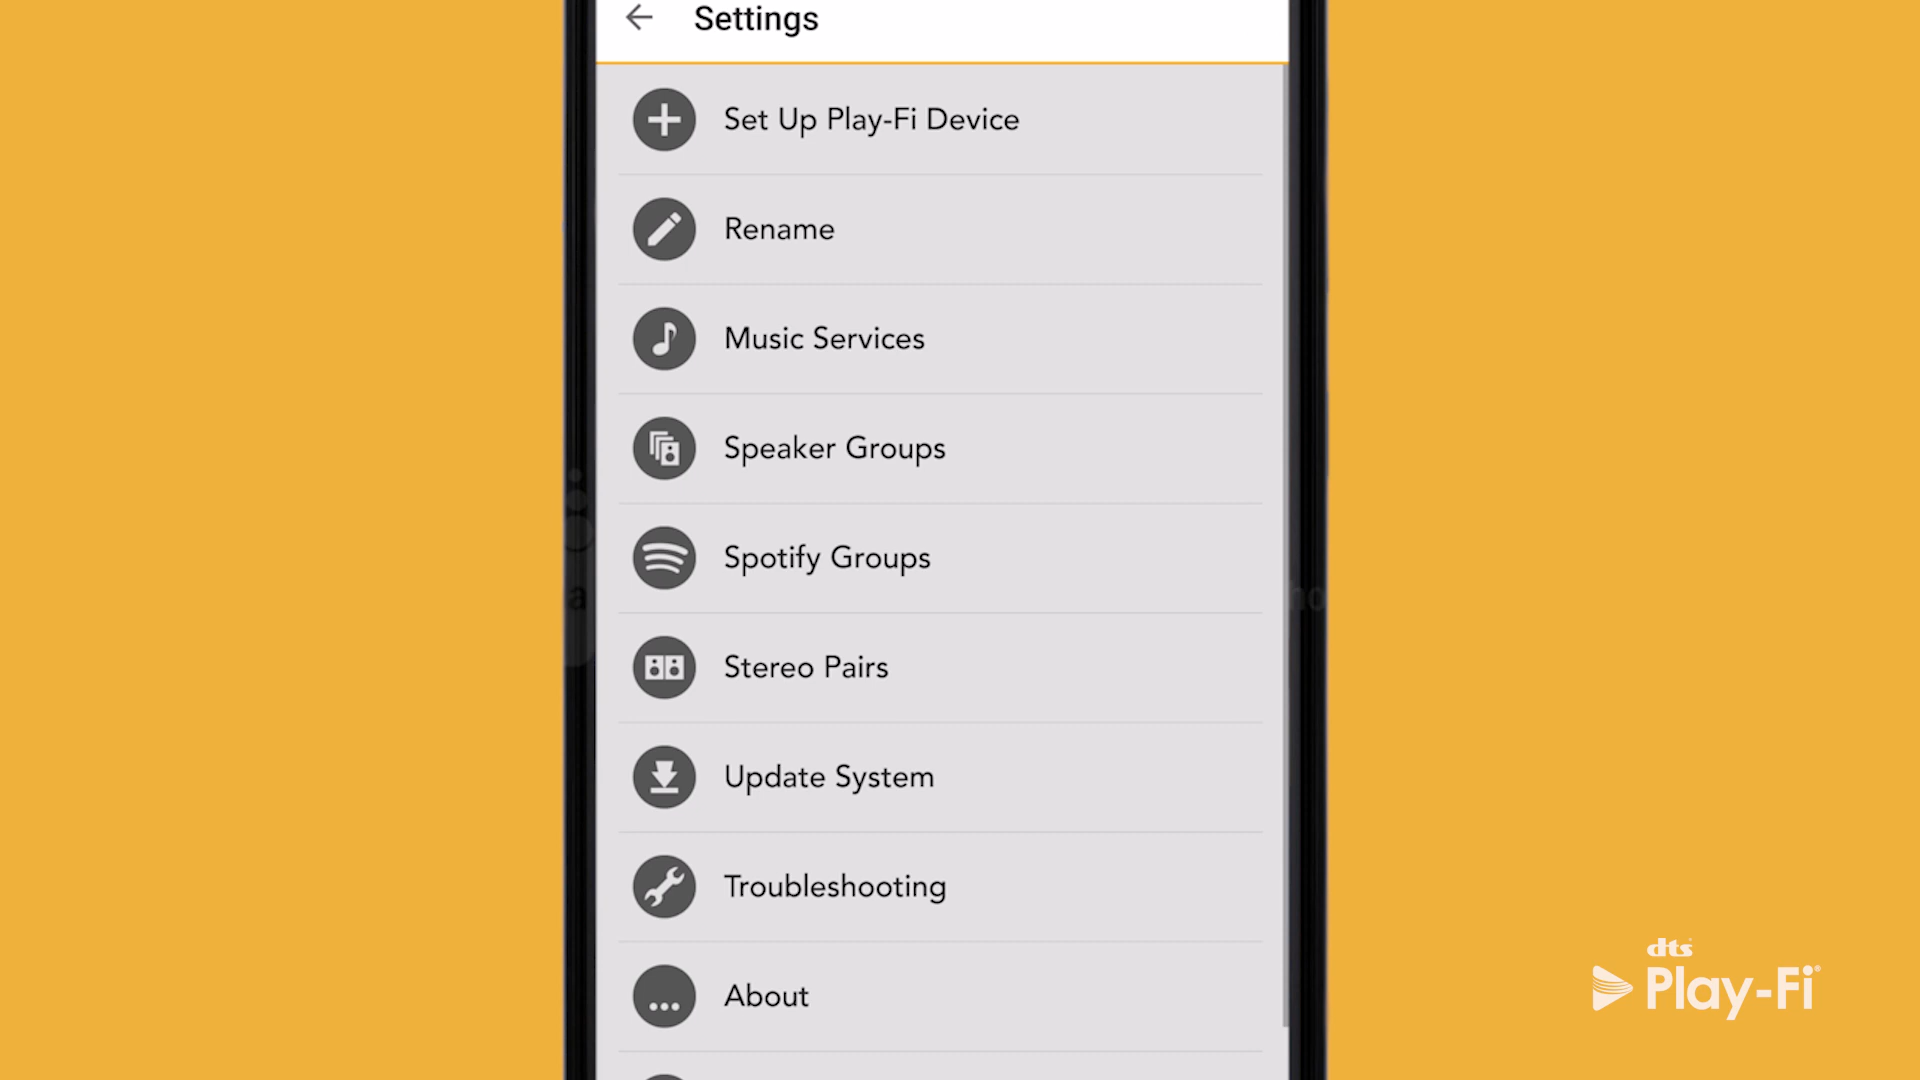 Settings
Set Up Play-Fi Device
Rename
Music Services
Speaker Groups
Spotify Groups
Stereo Pairs
Update System
Troubleshooting
About
dts
Play-Fi